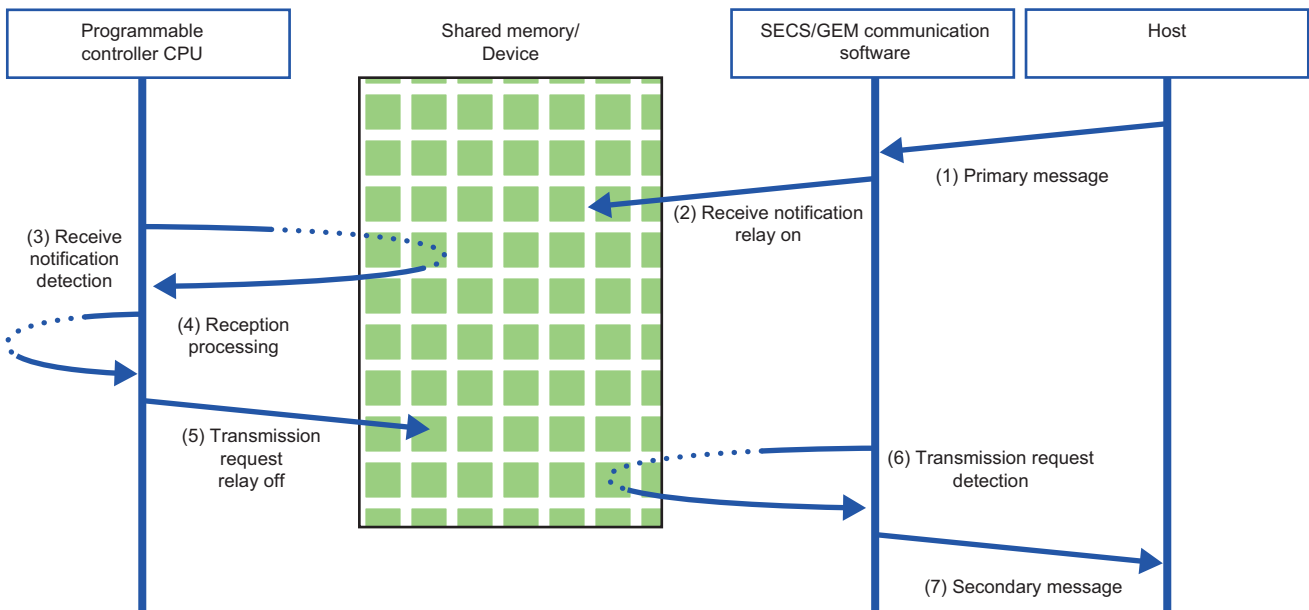 Programmable
controller CPU
Shared memory/
Device
SECS/GEM communication
software
Host
(1) Primary message
(2) Receive notification
relay on
(3) Receive
notification
detection
(4) Reception
processing
(5) Transmission
request
relay off
(6) Transmission request
detection
(7) Secondary message